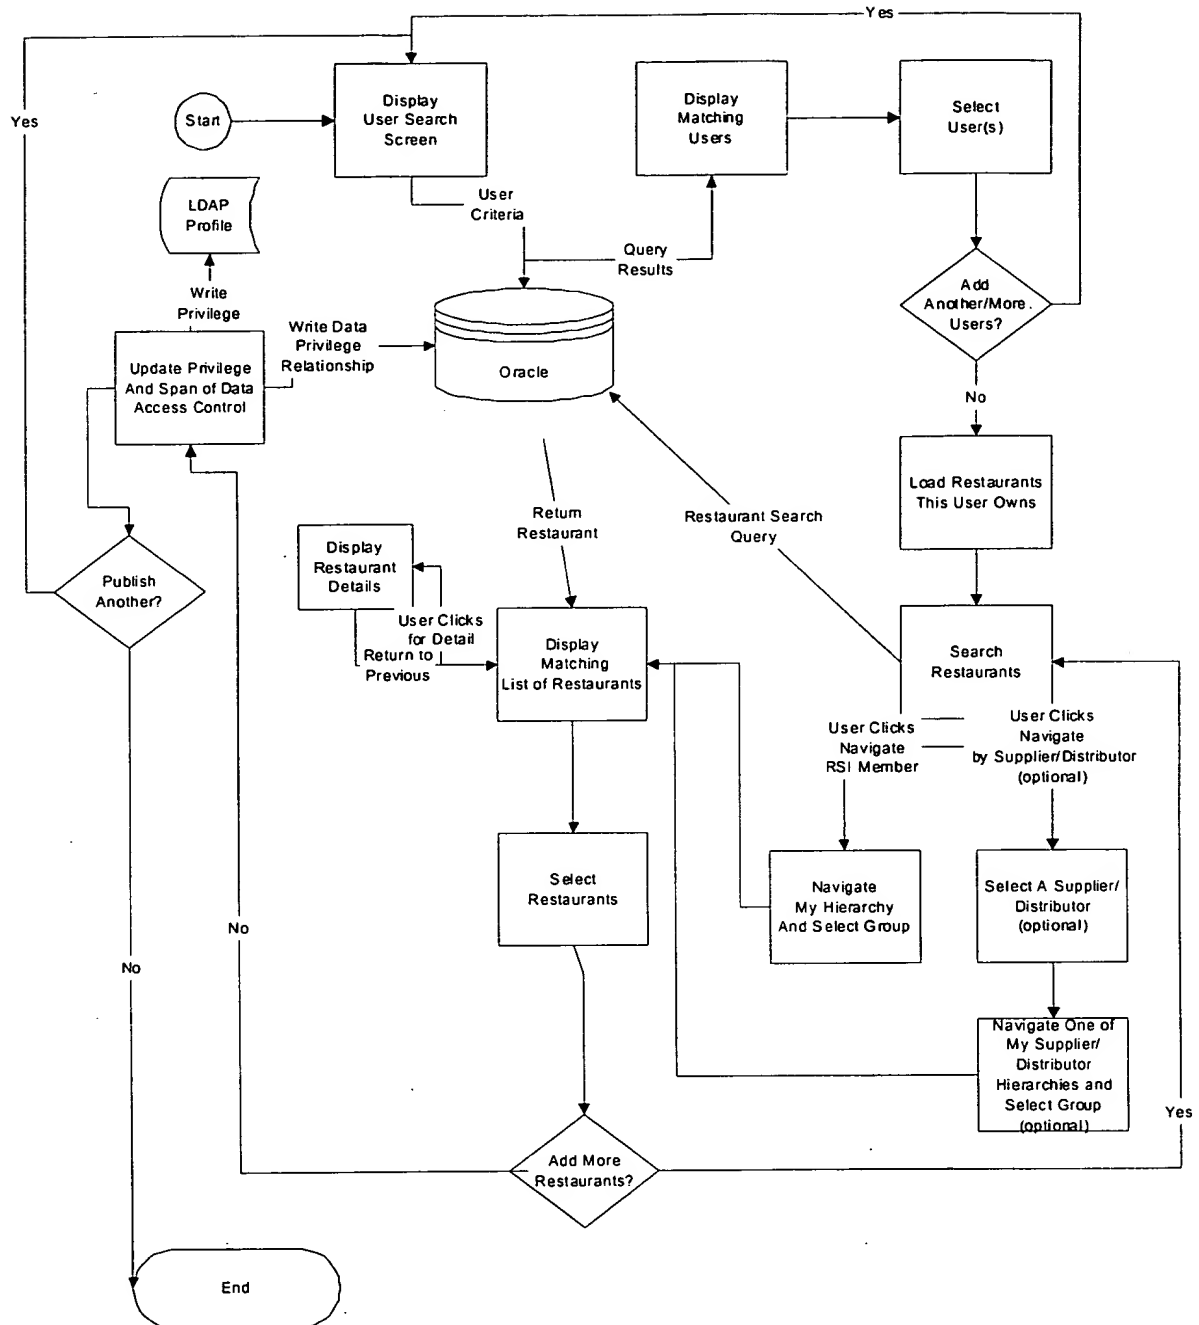 Yes
Yes
Start
Display
User Search
Screen
Display
Matching
Users
Select
User(s)
LDAP
Profile
User
Criteria
Query
Results
Add
Another/More.
Users?
Write
Privilege
Write Data
Privilege
Relationship
Update Privilege
And Span of Data
Access Control
Oracle
No
Load Restaurants
This User Owns
Return
Restaurant
Restaurant Search
Query
Display
Restaurant
Details
Publish
Another?
User Clicks
for Detail
Return to
Previous
Display
Matching
List of Restaurants
Search
Restaurants
User Clicks
Navigate
RSI Member
User Clicks
Navigate
by Supplier/Distributor
(optional)
Select
Restaurants
Navigate
My Hierarchy
And Select Group
Select A Supplier/
Distributor
(optional)
No
No
Navigate One of
My Supplier/
Distributor
Hierarchies and
Select Group
(optional)
Yes
Add More
Restaurants?
End